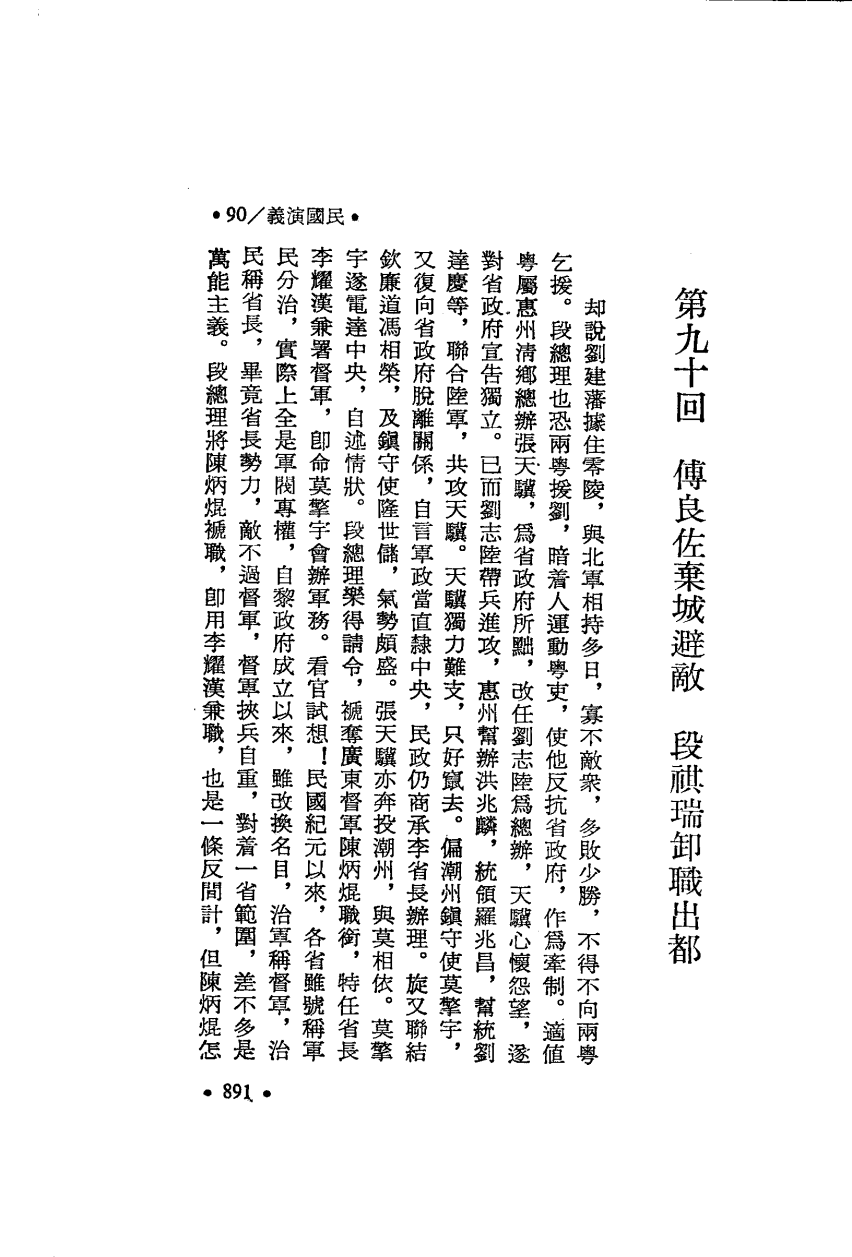 •90/義演國民•
第九十回　傅良佐棄城避敵　段祺瑞卸職出都
却說劉建藩據住零陵，與北軍相持多日，寡不敵衆，多敗少勝，不得不向兩粵
乞援。段總理也恐兩粵援劉，暗着人運動粵吏，使他反抗省政府，作爲牽制。適值
粵屬惠州清鄉總辦張天驥，爲省政府所黜，改任劉志陸爲總辦，天驥心懷怨望，遂
對省政府宣告獨立。已而劉志陸帶兵進攻，惠州幫辦洪兆麟，統領羅兆昌，幫統劉
達慶等，聯合陸軍，共攻天驥。天驥獨力難支，只好竄去。偏潮州鎭守使莫擎宇，
又復向省政府脫離關係，自言軍政當直隸中央，民政仍商承李省長辦理。旋又聯結
欽廉道馮相榮，及鎭守使隆世儲，氣勢頗盛。張天驥亦奔投潮州，與莫相依。莫擎
宇遂電達中央，自述情狀。段總理樂得請令，褫奪廣東督軍陳炳焜職銜，特任省長
李耀漢兼署督軍，卽命莫擎宇會辦軍務。看官試想！民國紀元以來，各省雖號稱軍
民分治，實際上全是軍閥專權，自黎政府成立以來，雖改換名目，治軍稱督軍，治
民稱省長，畢竟省長勢力，敵不過督軍，督軍挾兵自重，對着一省範圍，差不多是
萬能主義。段總理將陳炳焜褫職，卽用李耀漢兼職，也是一條反間計，但陳炳焜怎
•891•